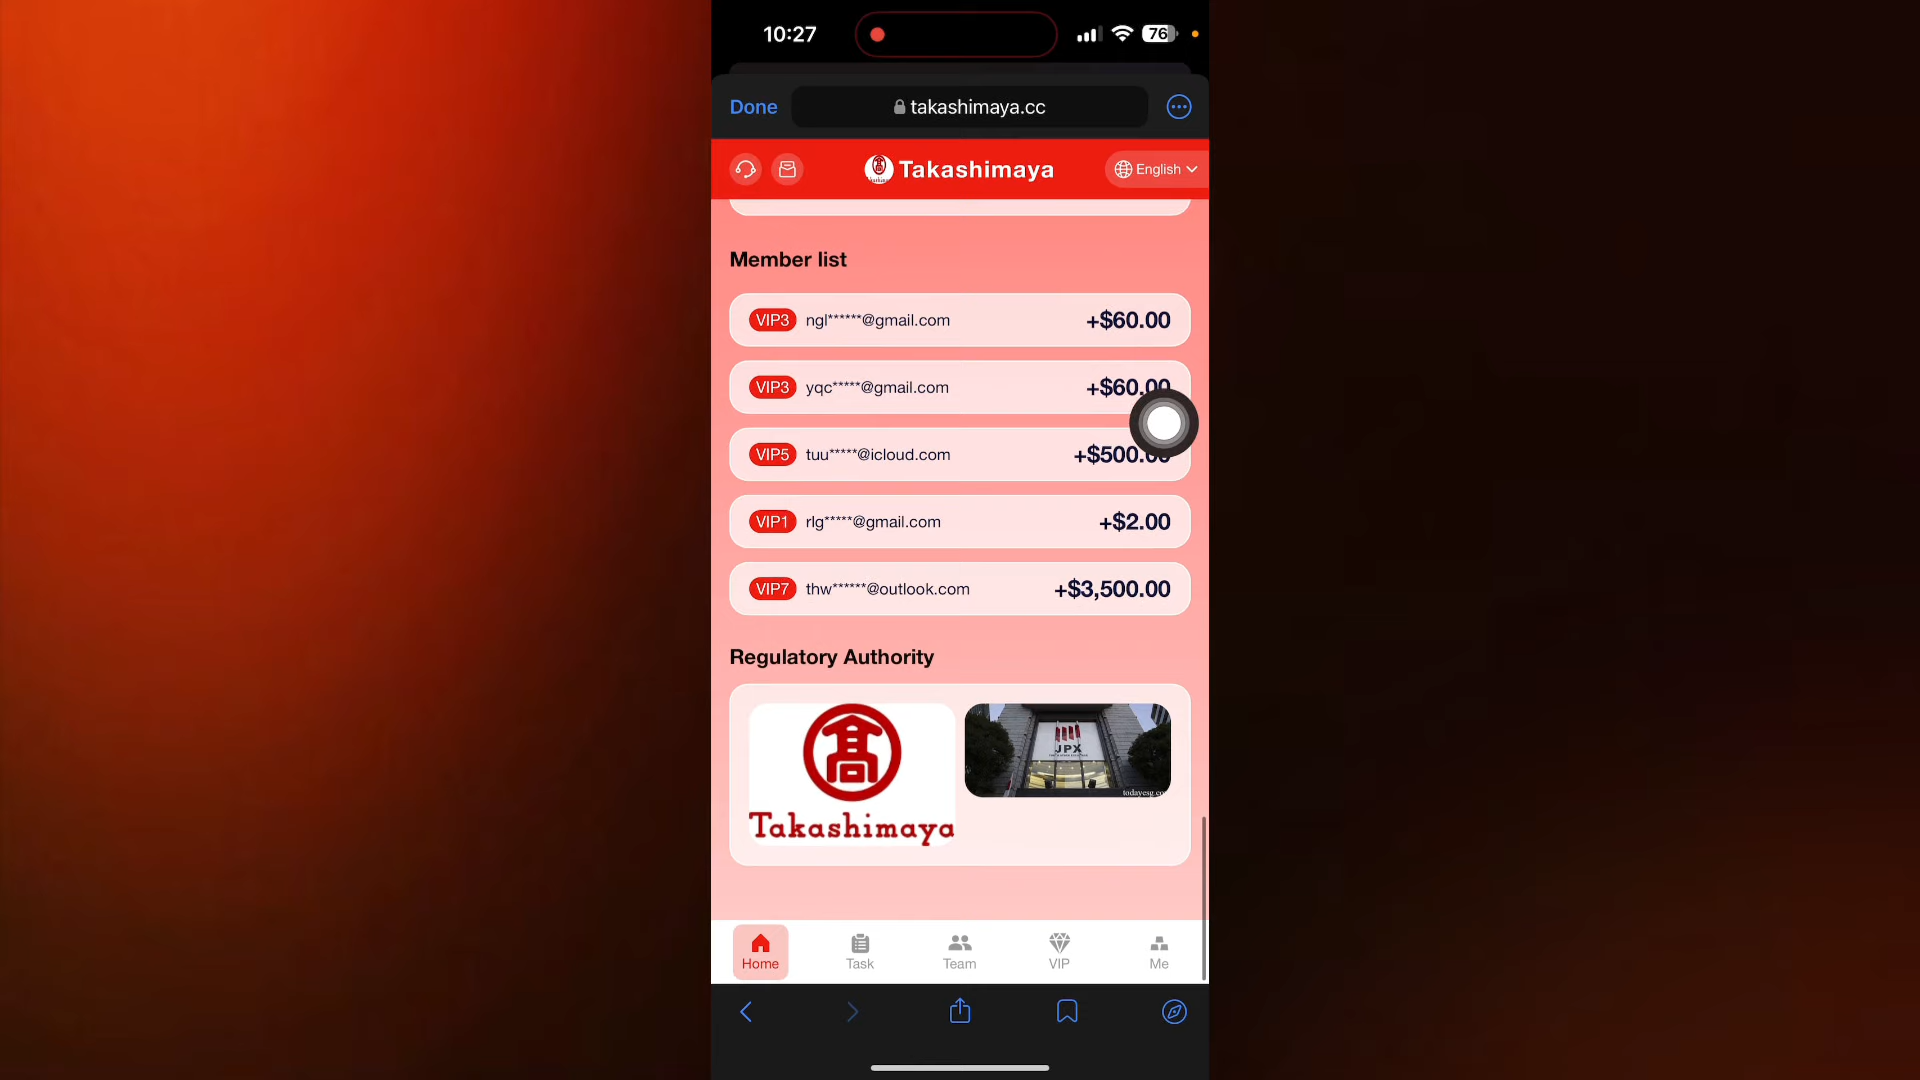 10:27
76
Done
takashimaya.cc
Takashimaya
English
Member list
VIP3 ngl******@gmail.com +$60.00
VIP3 yqc*****@gmail.com +$60.00
VIP5 tuu*****@icloud.com +$500.00
VIP1 rlg*****@gmail.com +$2.00
VIP7 thw******@outlook.com +$3,500.00
Regulatory Authority
髙
Takashimaya
JPX
Home
Task
Team
VIP
Me